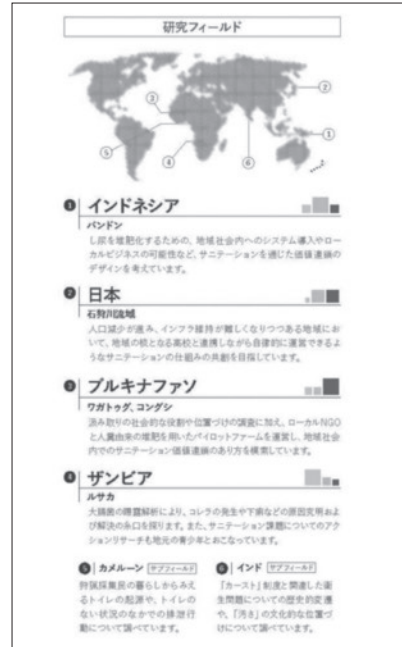 研究フィールド
②
③
①
⑤
④
⑥
❶ インドネシア
バンドン
し尿を堆肥化するための、地域社会内へのシステム導入やロー
カルビジネスの可能性など、サニテーションを通じた価値連鎖の
デザインを考えています。
❷ 日本
石狩川流域
人口減少が進み、インフラ維持が難しくなりつつある地域にお
いて、地域の核となる高校と連携しながら自律的に運営できるよ
うなサニテーションの仕組みの共創を目指しています。
❸ ブルキナファソ
ワガドゥグ、コングシ
汲み取りの社会的な役割や位置づけの調査に加え、ローカルNGO
と人糞由来の堆肥を用いたパイロットファームを運営し、地域社会
内でのサニテーション価値連鎖のあり方を模索しています。
❹ ザンビア
ルサカ
大腸菌の積算解析により、コレラの発生や下痢などの原因究明およ
び解決の糸口を探ります。また、サニテーション課題についてのアク
ションリサーチも地元の青少年とおこなっています。
❺ カメルーン サブフィールド
狩猟採集民の暮らしからみえ
るトイレの起源や、トイレの
ない状況のなかでの排泄行
動について調べています。
❻ インド サブフィールド
「カースト」制度と関連した衛
生問題についての歴史的変遷
や、「汚さ」の文化的な位置づ
けについて調べています。